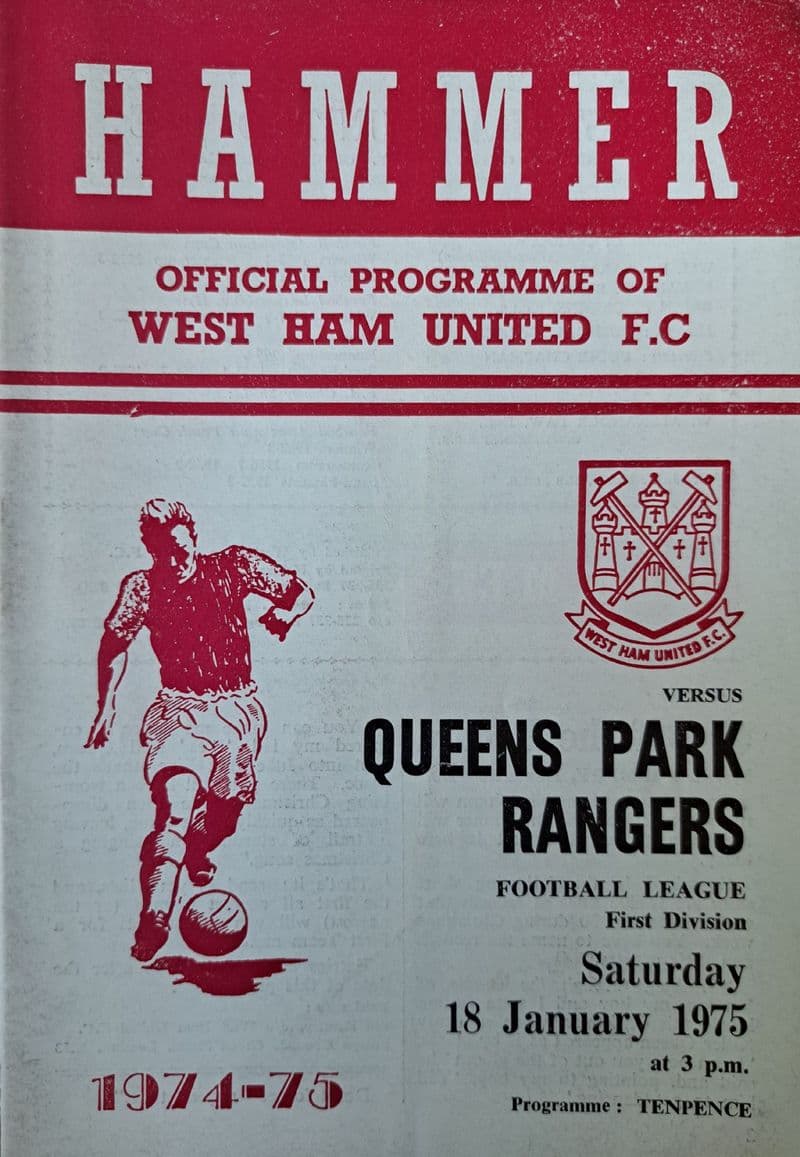 HAMMER
OFFICIAL PROGRAMME OF
WEST HAM UNITED F.C
WEST HAM UNITED F.C.
VERSUS
QUEENS PARK
RANGERS
FOOTBALL LEAGUE
First Division
Saturday
18 January 1975
at 3 p.m.
1974-75
Programme : TENPENCE